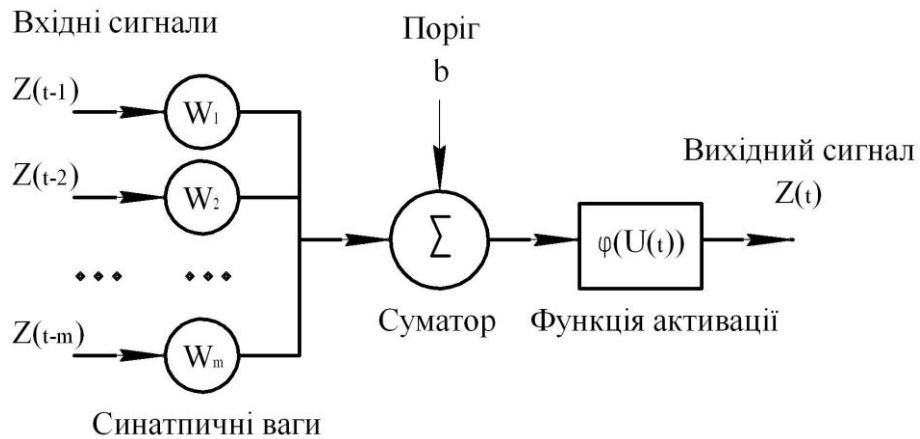 Вхідні сигнали
Поріг
b
Z(t-1)
W1
Z(t-2)
W2
Вихідний сигнал
Z(t)
Σ
φ(U(t))
Z(t-m)
Wm
Суматор
Функція активації
Синатпичні ваги